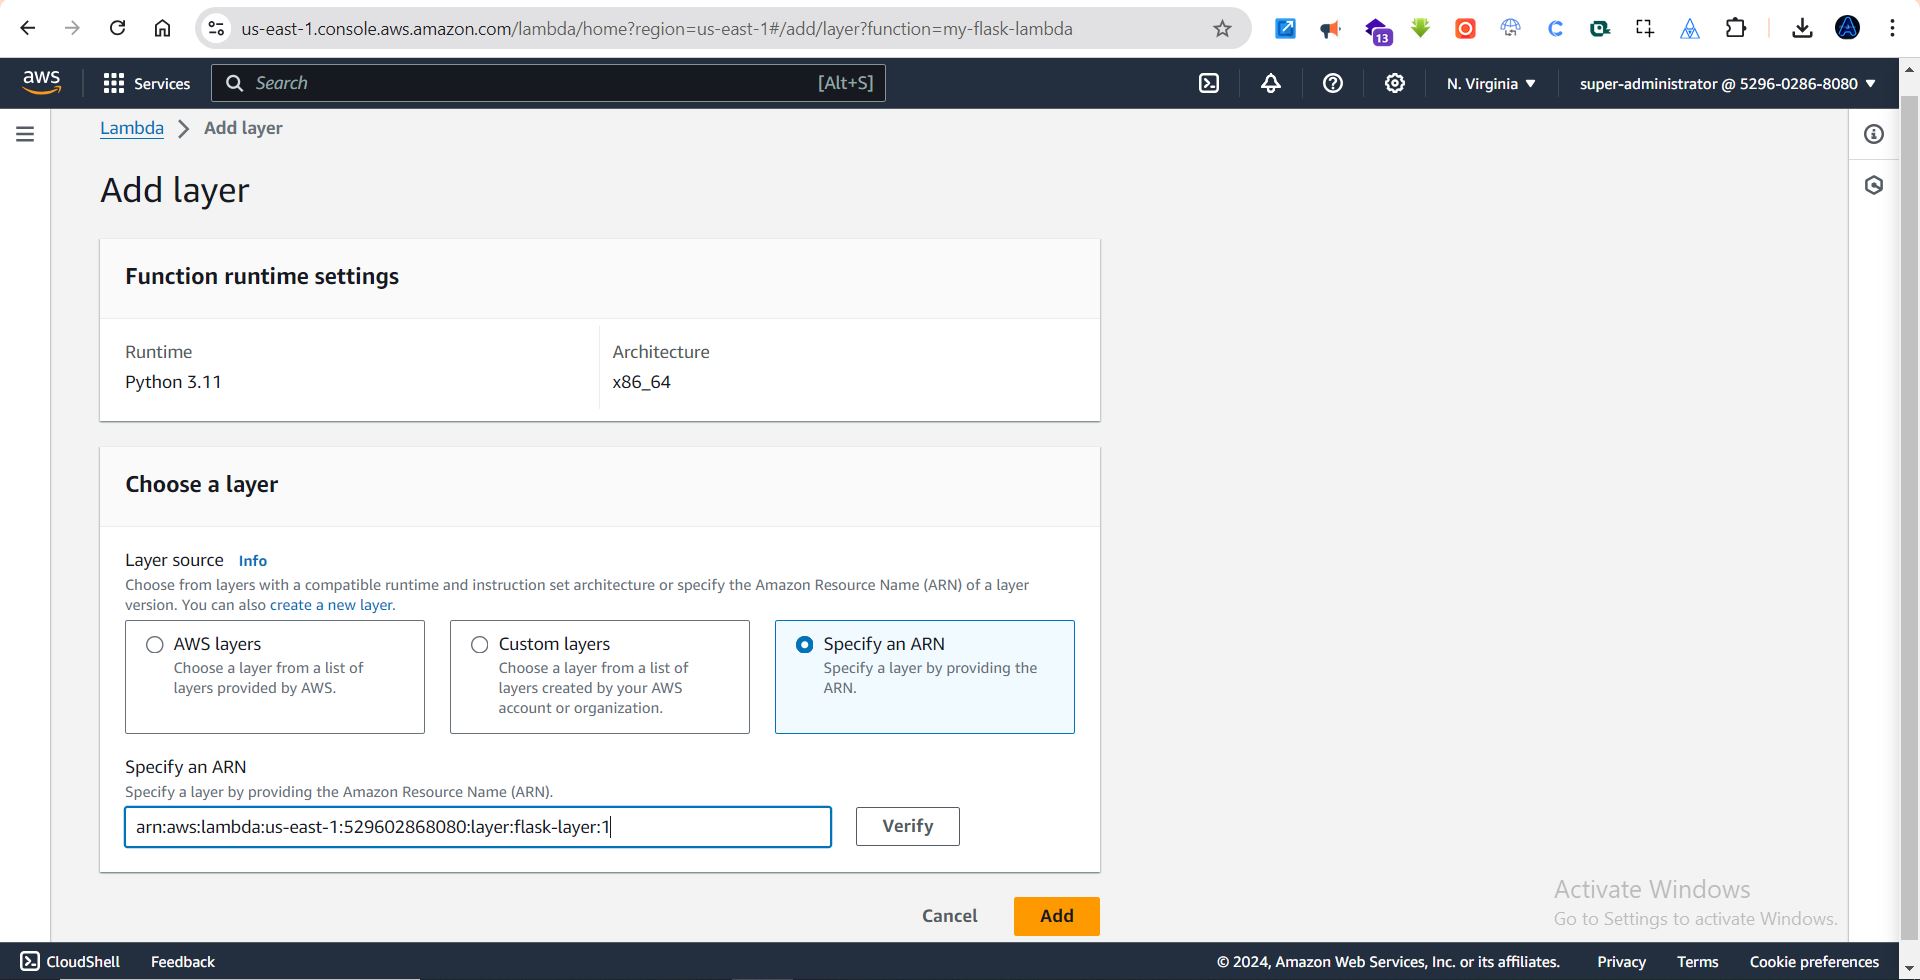 us-east-1.console.aws.amazon.com/lambda/home?region=us-east-1#/add/layer?function=my-flask-lambda
13
aws
Services
Search
[Alt+S]
N. Virginia
super-administrator @ 5296-0286-8080
Lambda
Add layer
Add layer
Function runtime settings
Runtime
Python 3.11
Architecture
x86_64
Choose a layer
Layer source Info
Choose from layers with a compatible runtime and instruction set architecture or specify the Amazon Resource Name (ARN) of a layer
version. You can also create a new layer.
AWS layers
Choose a layer from a list of
layers provided by AWS.
Custom layers
Choose a layer from a list of
layers created by your AWS
account or organization.
Specify an ARN
Specify a layer by providing the
ARN.
Specify an ARN
Specify a layer by providing the Amazon Resource Name (ARN).
arn:aws:lambda:us-east-1:529602868080:layer:flask-layer:1
Verify
Cancel
Add
Activate Windows
Go to Settings to activate Windows.
CloudShell
Feedback
© 2024, Amazon Web Services, Inc. or its affiliates.
Privacy
Terms
Cookie preferences